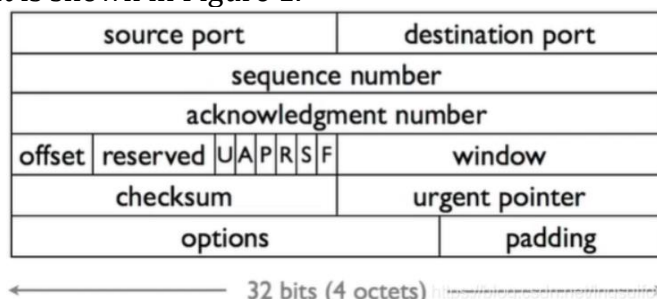 source port destination port
sequence number
acknowledgment number
offset reserved U A P R S F window
checksum urgent pointer
options padding
32 bits (4 octets)